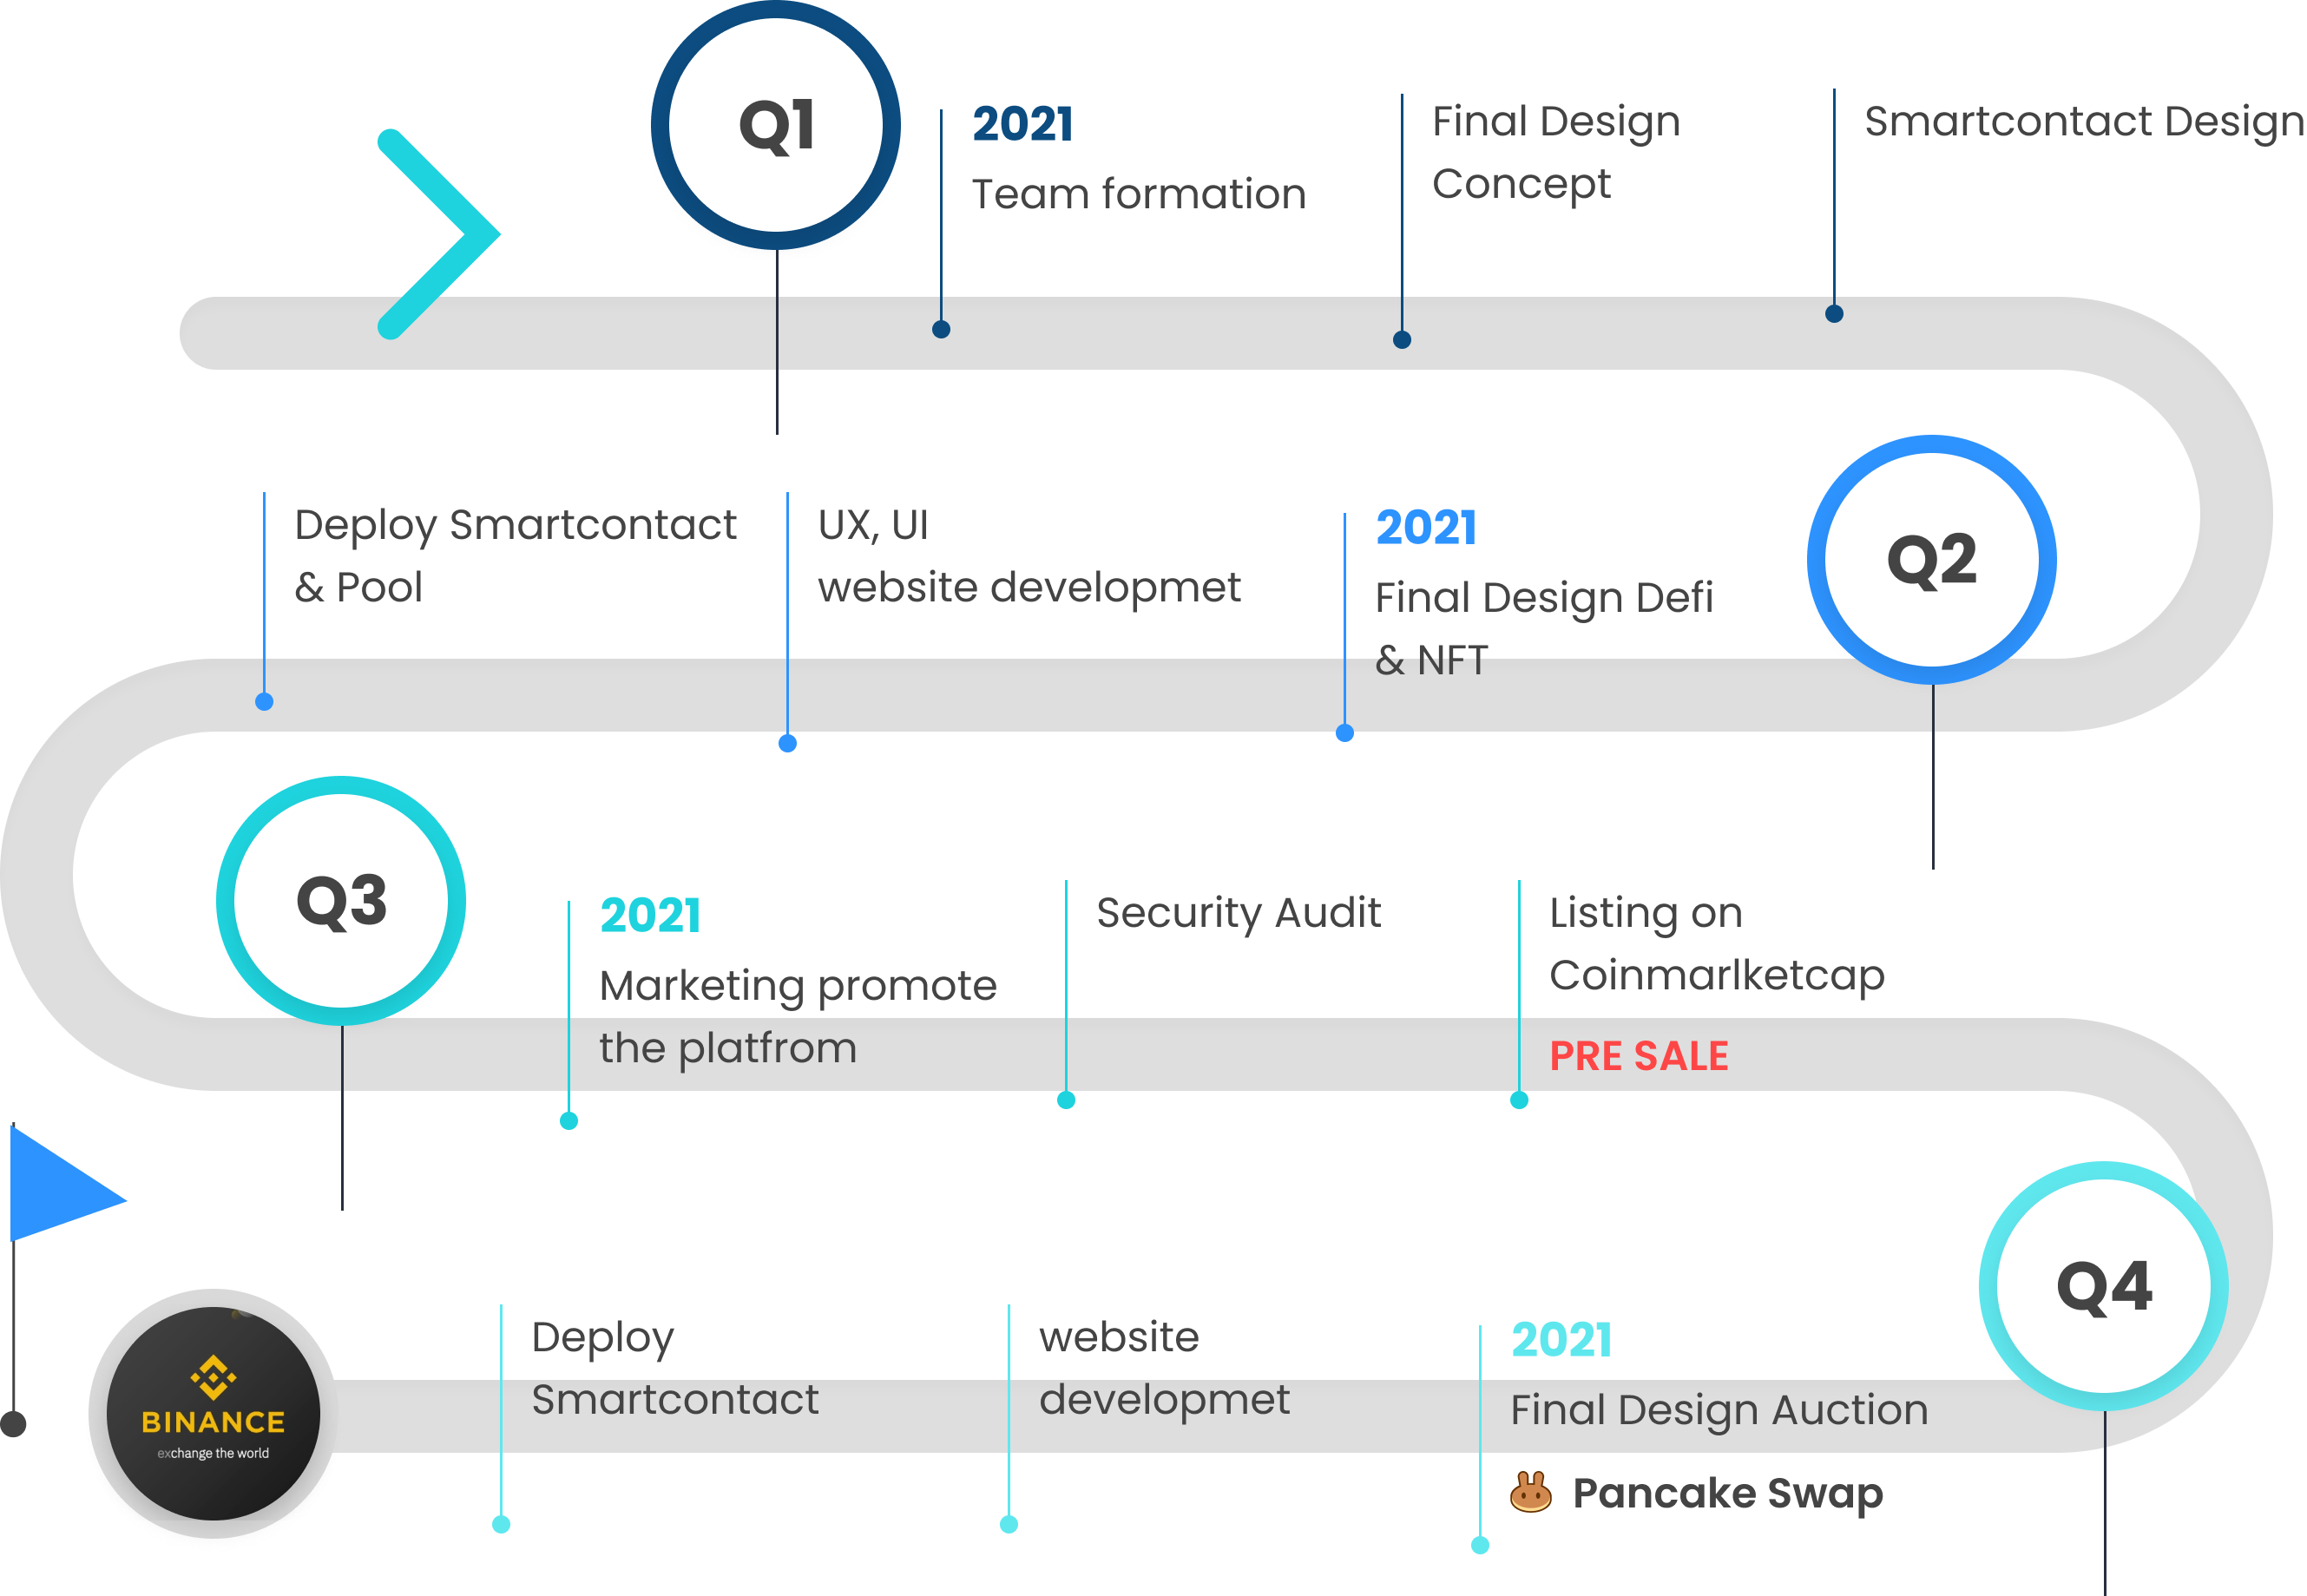 Q1
2021
Team formation
Final Design
Concept
Smartcontact Design
Deploy Smartcontact
& Pool
UX, UI
website developmet
2021
Final Design Defi
& NFT
Q2
Q3
2021
Marketing promote
the platfrom
Security Audit
Listing on
Coinmarlketcap
PRE SALE
BINANCE
exchange the world
Deploy
Smartcontact
website
developmet
2021
Final Design Auction
Pancake Swap
Q4